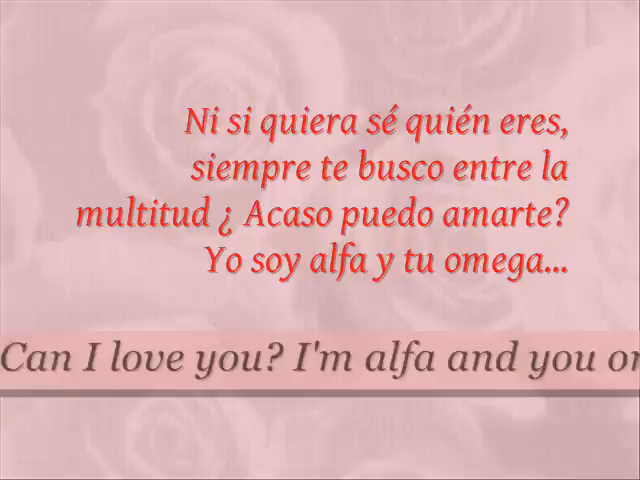 Ni si quiera sé quién eres,
siempre te busco entre la
multitud ¿ Acaso puedo amarte?
Yo soy alfa y tu omega...
Can I love you? I'm alfa and you